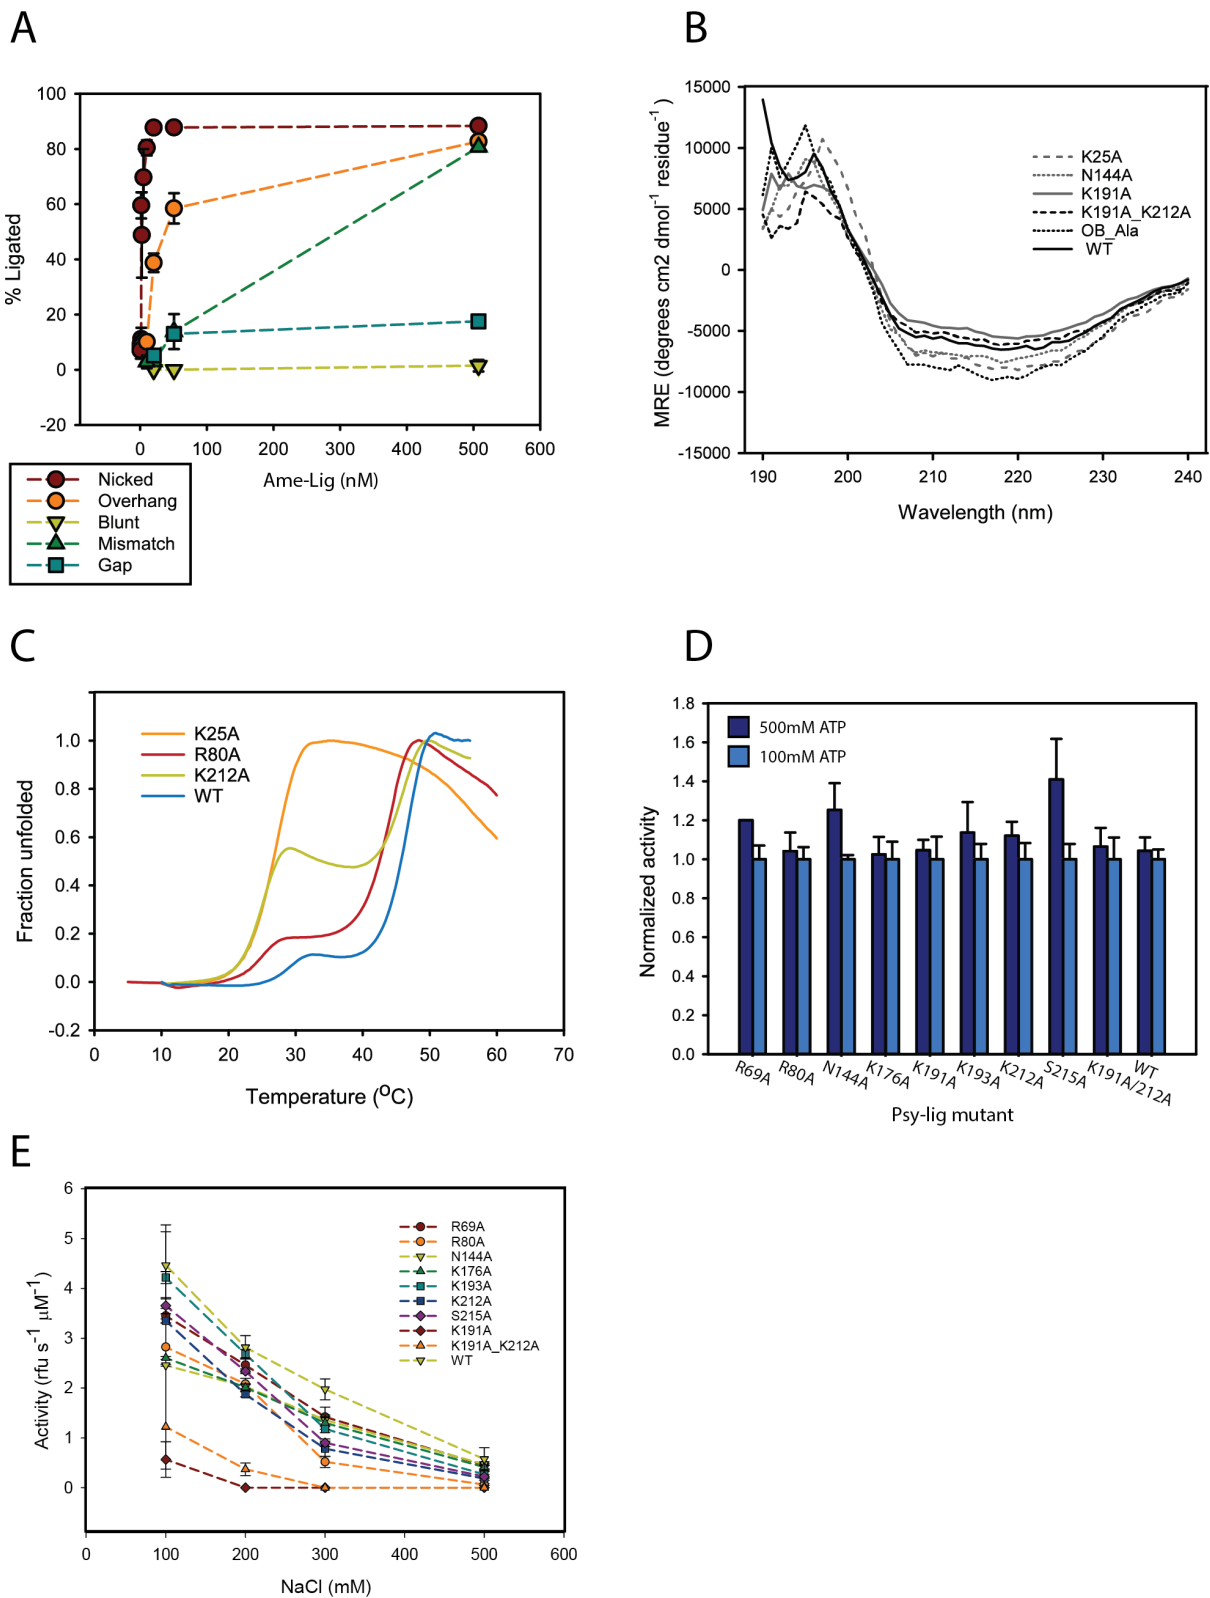 A
100
80
60
40
20
0
-20
% Ligated
0 100 200 300 400 500 600
Ame-Lig (nM)
Nicked
Overhang
Blunt
Mismatch
Gap
B
15000
10000
5000
0
-5000
-10000
-15000
MRE (degrees cm2 dmol⁻¹ residue⁻¹ )
K25A
N144A
K191A
K191A_K212A
OB_Ala
WT
190 200 210 220 230 240
Wavelength (nm)
C
1.0
0.8
0.6
0.4
0.2
0.0
-0.2
Fraction unfolded
K25A
R80A
K212A
WT
0 10 20 30 40 50 60 70
Temperature (ºC)
D
1.8
1.6
1.4
1.2
1.0
0.8
0.6
0.4
0.2
0.0
Normalized activity
500mM ATP
100mM ATP
R69A R80A N144A K176A K191A K193A K212A S215A K191A/212A WT
Psy-lig mutant
E
6
5
4
3
2
1
0
Activity (rfu s⁻¹ µM⁻¹)
R69A
R80A
N144A
K176A
K193A
K212A
S215A
K191A
K191A_K212A
WT
0 100 200 300 400 500 600
NaCl (mM)